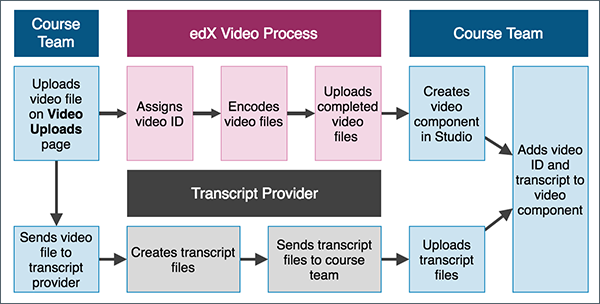 Course
Team
edX Video Process
Course Team
Uploads
video file
on Video
Uploads
page
Assigns
video ID
Encodes
video files
Uploads
completed
video
files
Creates
video
component
in Studio
Adds video
ID and
transcript to
video
component
Transcript Provider
Sends video
file to
transcript
provider
Creates transcript
files
Sends transcript
files to course
team
Uploads
transcript
files